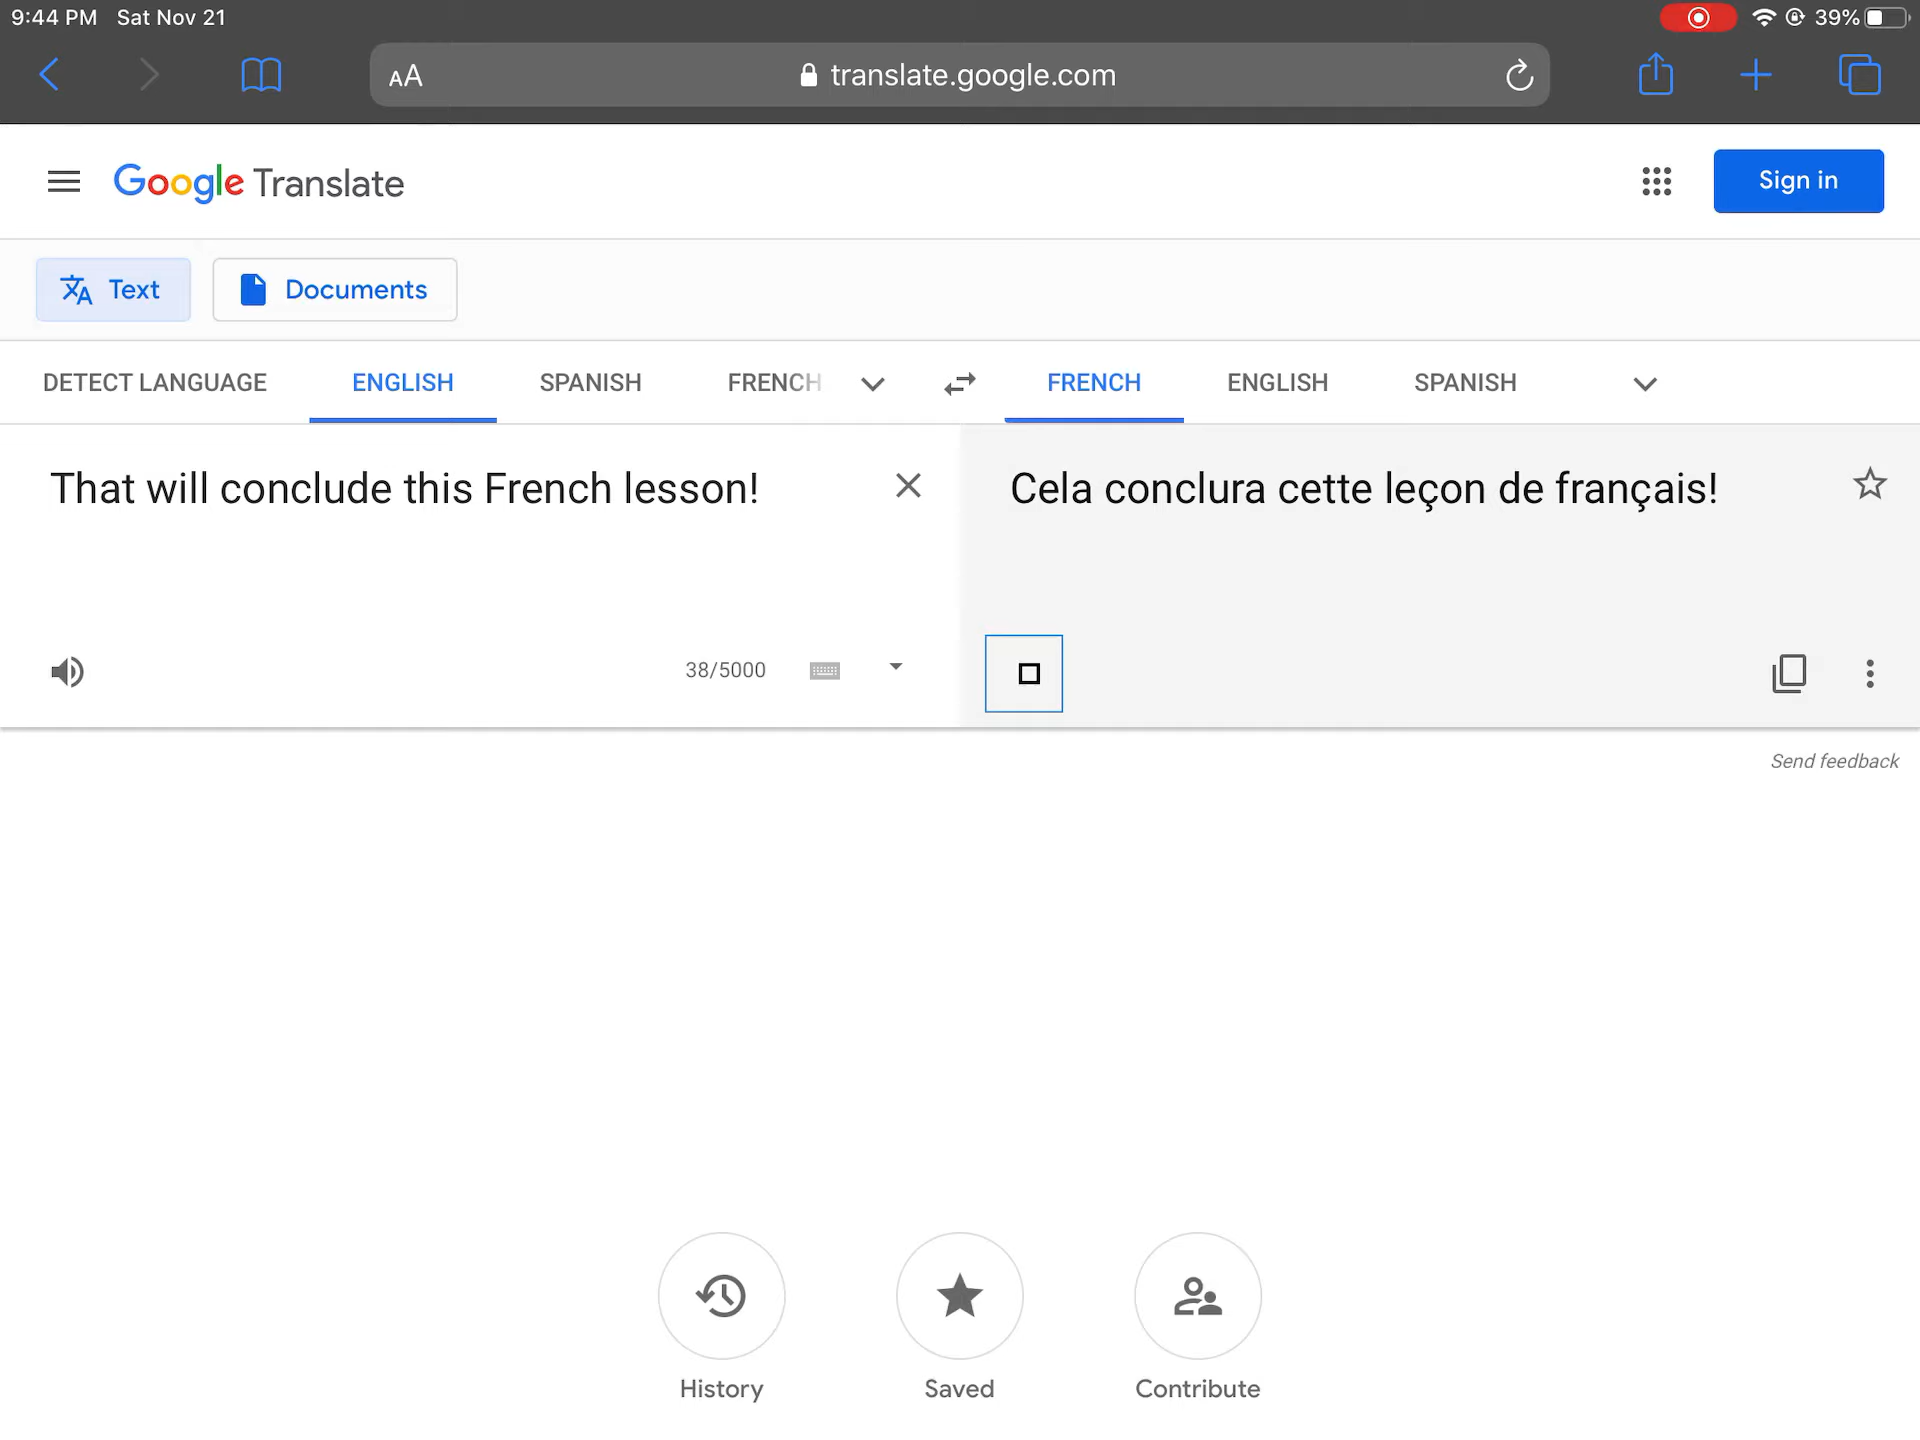 9:44 PM Sat Nov 21 39%
AA translate.google.com
Google Translate Sign in
Text Documents
DETECT LANGUAGE ENGLISH SPANISH FRENCH FRENCH ENGLISH SPANISH
That will conclude this French lesson! Cela conclura cette leçon de français!
38/5000
Send feedback
History Saved Contribute